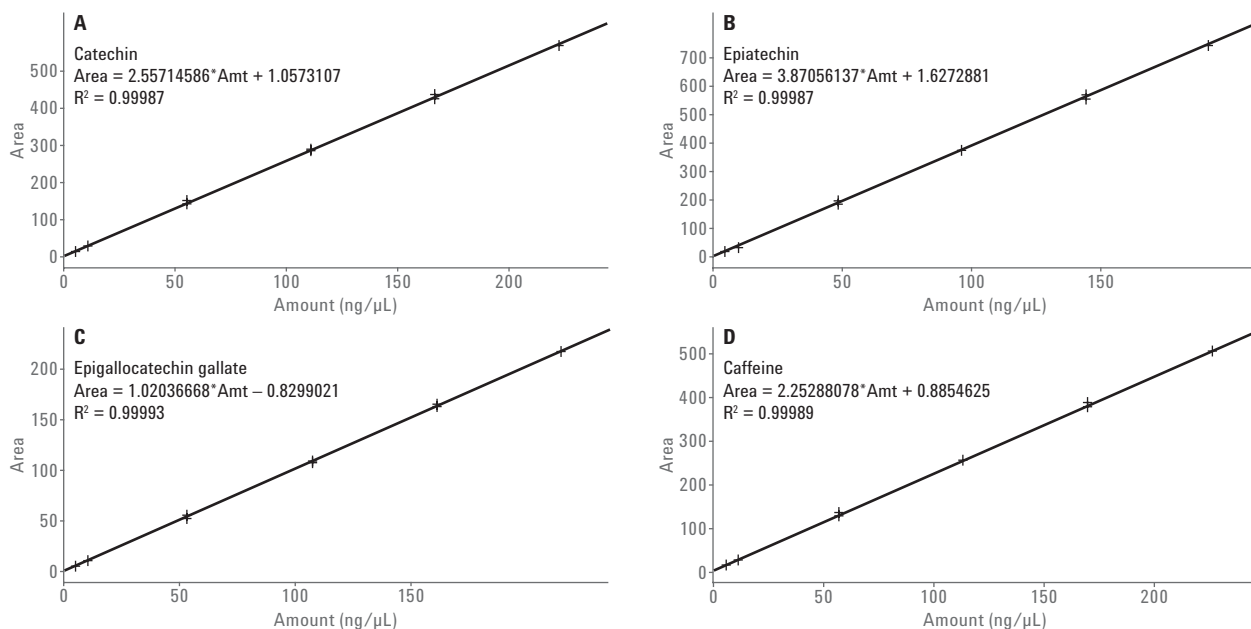 A
Catechin
Area = 2.55714586*Amt + 1.0573107
R2 = 0.99987
Area
500
400
300
200
100
0
0 50 100 150 200
Amount (ng/µL)
B
Epiatechin
Area = 3.87056137*Amt + 1.6272881
R2 = 0.99987
Area
700
600
500
400
300
200
100
0
0 50 100 150
Amount (ng/µL)
C
Epigallocatechin gallate
Area = 1.02036668*Amt – 0.8299021
R2 = 0.99993
Area
200
150
100
50
0
0 50 100 150
Amount (ng/µL)
D
Caffeine
Area = 2.25288078*Amt + 0.8854625
R2 = 0.99989
Area
500
400
300
200
100
0
0 50 100 150 200
Amount (ng/µL)